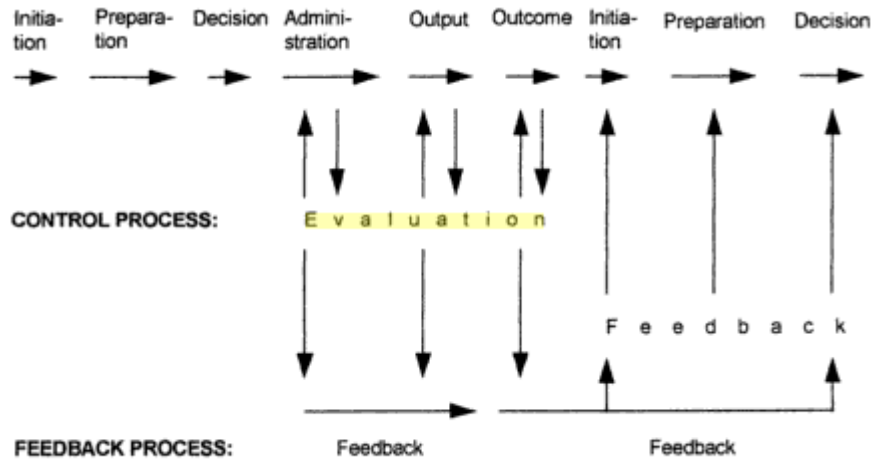 Initia-
tion
Prepara-
tion
Decision
Admini-
stration
Output
Outcome
Initia-
tion
Preparation
Decision
CONTROL PROCESS:
E v a l u a t i o n
F e e d b a c k
FEEDBACK PROCESS:
Feedback
Feedback